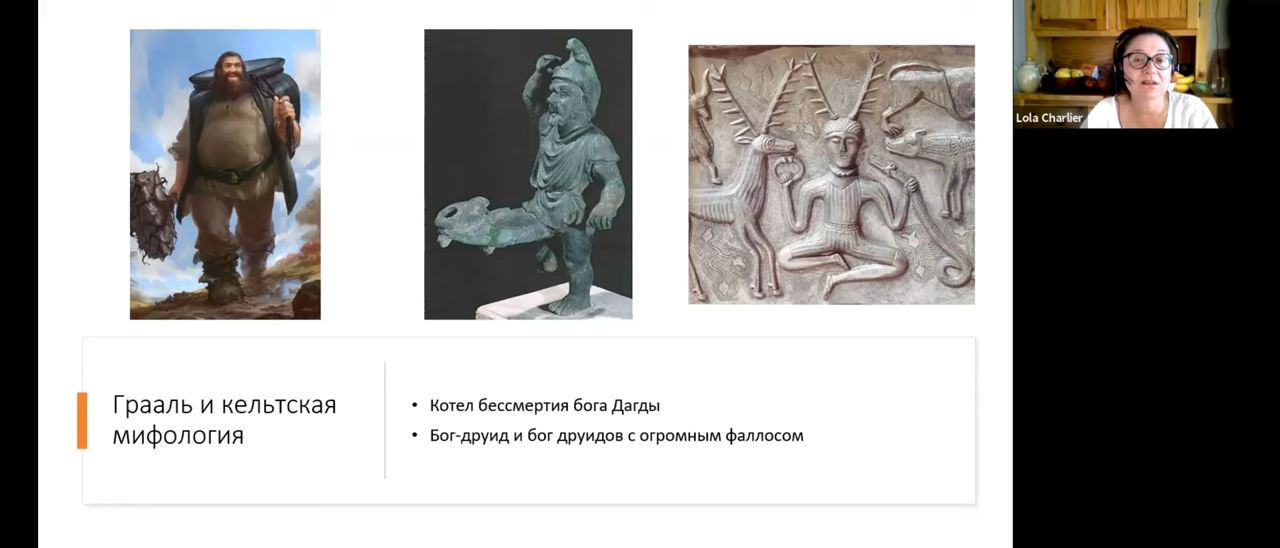 Lola Charlier
Грааль и кельтская
мифология
• Котел бессмертия бога Дагды
• Бог-друид и бог друидов с огромным фаллосом